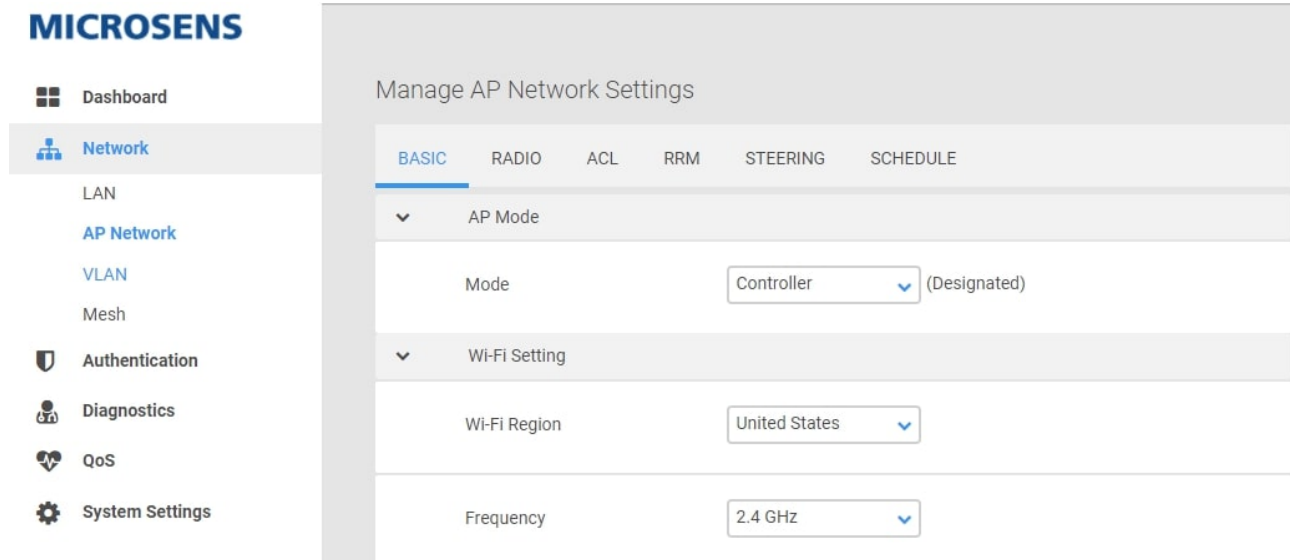 MICROSENS
Dashboard
Network
LAN
AP Network
VLAN
Mesh
Authentication
Diagnostics
QoS
System Settings
Manage AP Network Settings
BASIC RADIO ACL RRM STEERING SCHEDULE
AP Mode
Mode Controller (Designated)
Wi-Fi Setting
Wi-Fi Region United States
Frequency 2.4 GHz